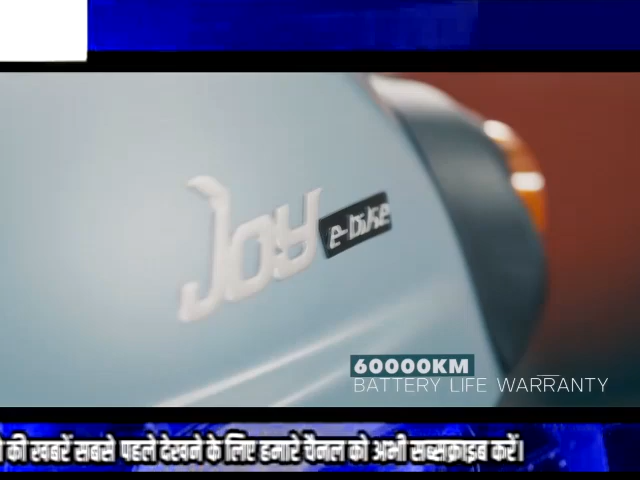 Joy e-bike
60000KM
BATTERY LIFE WARRANTY
की खबरें सबसे पहले देखने के लिए हमारे चैनल को अभी सब्सक्राइब करें।